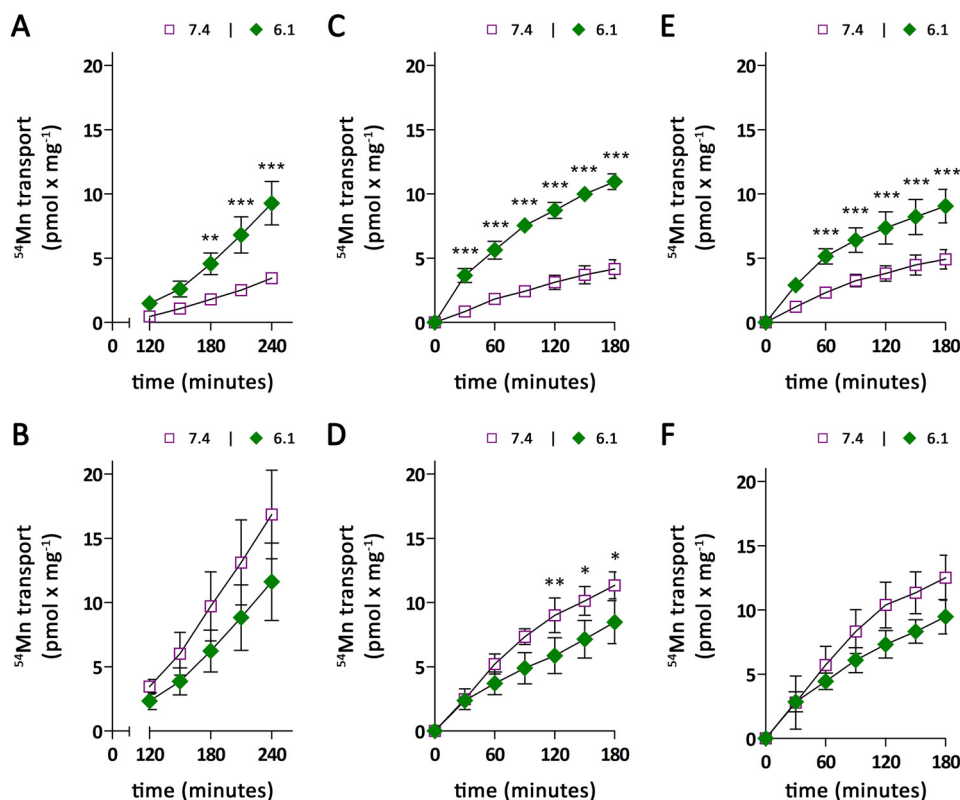 A
□ 7.4 | ◆ 6.1
⁵⁴Mn transport
(pmol x mg⁻¹)
20
15
10
5
0
** *** ***
0 120 180 240
time (minutes)
C
□ 7.4 | ◆ 6.1
⁵⁴Mn transport
(pmol x mg⁻¹)
20
15
10
5
0
*** *** *** *** *** ***
0 60 120 180
time (minutes)
E
□ 7.4 | ◆ 6.1
⁵⁴Mn transport
(pmol x mg⁻¹)
20
15
10
5
0
*** *** *** *** ***
0 60 120 180
time (minutes)
B
□ 7.4 | ◆ 6.1
⁵⁴Mn transport
(pmol x mg⁻¹)
20
15
10
5
0
0 120 180 240
time (minutes)
D
□ 7.4 | ◆ 6.1
⁵⁴Mn transport
(pmol x mg⁻¹)
20
15
10
5
0
** * *
0 60 120 180
time (minutes)
F
□ 7.4 | ◆ 6.1
⁵⁴Mn transport
(pmol x mg⁻¹)
20
15
10
5
0
0 60 120 180
time (minutes)